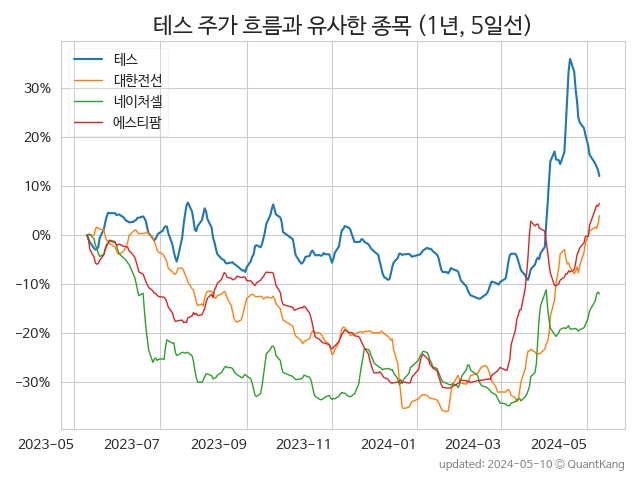 테스 주가 흐름과 유사한 종목 (1년, 5일선)
테스
대한전선
네이처셀
에스티팜
30%
20%
10%
0%
−10%
−20%
−30%
2023-05 2023-07 2023-09 2023-11 2024-01 2024-03 2024-05
updated: 2024-05-10 © QuantKang